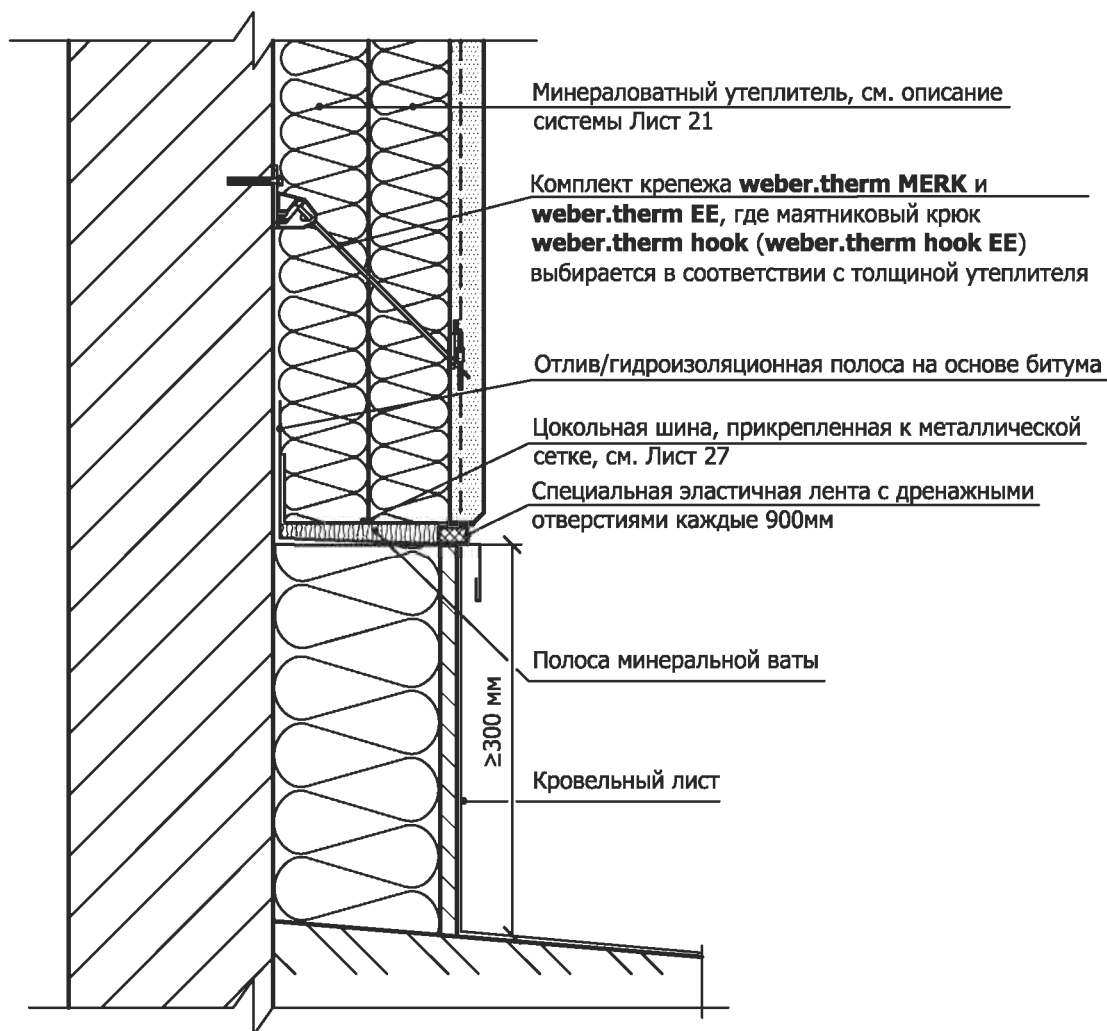 Минераловатный утеплитель, см. описание
системы Лист 21
Комплект крепежа weber.therm MERK и
weber.therm EE, где маятниковый крюк
weber.therm hook (weber.therm hook EE)
выбирается в соответствии с толщиной утеплителя
Отлив/гидроизоляционная полоса на основе битума
Цокольная шина, прикрепленная к металлической
сетке, см. Лист 27
Специальная эластичная лента с дренажными
отверстиями каждые 900мм
Полоса минеральной ваты
≥300 мм
Кровельный лист